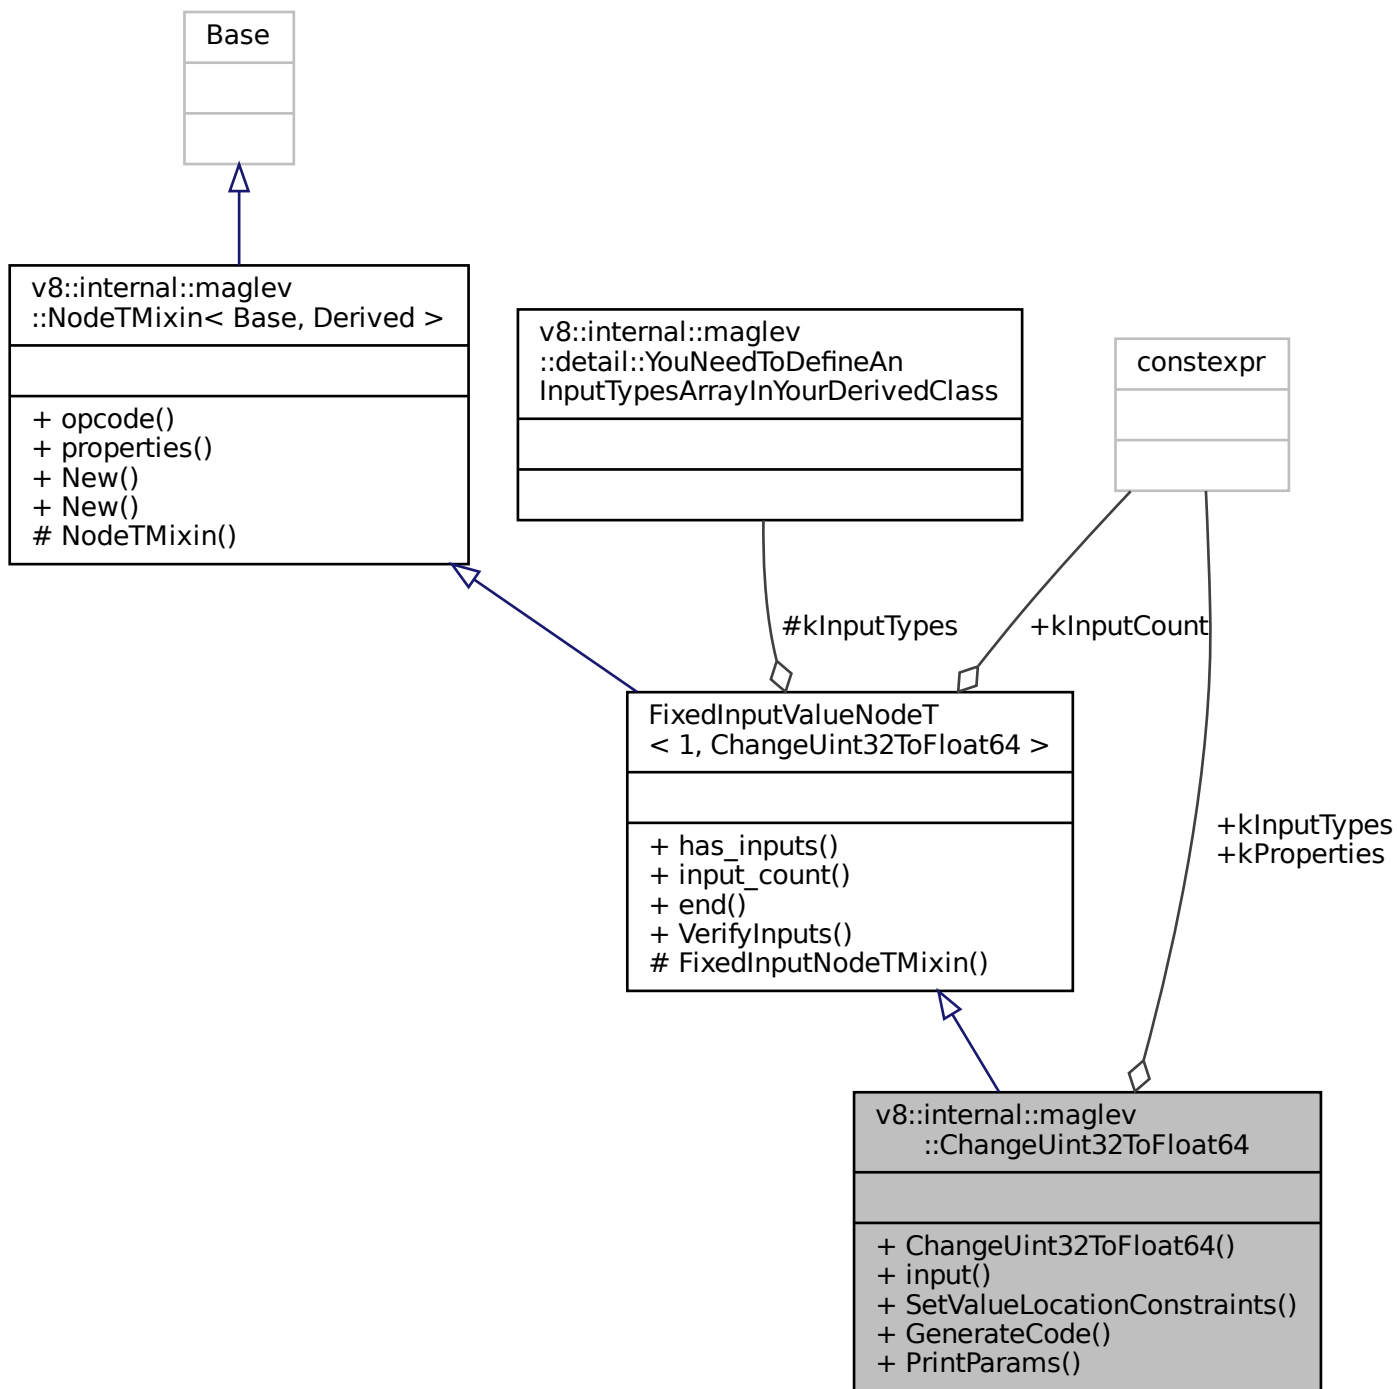 Base
v8::internal::maglev
::NodeTMixin< Base, Derived >
+ opcode()
+ properties()
+ New()
+ New()
# NodeTMixin()
v8::internal::maglev
::detail::YouNeedToDefineAn
InputTypesArrayInYourDerivedClass
constexpr
#kInputTypes
+kInputCount
FixedInputValueNodeT
< 1, ChangeUint32ToFloat64 >
+ has_inputs()
+ input_count()
+ end()
+ VerifyInputs()
# FixedInputNodeTMixin()
+kInputTypes
+kProperties
v8::internal::maglev
::ChangeUint32ToFloat64
+ ChangeUint32ToFloat64()
+ input()
+ SetValueLocationConstraints()
+ GenerateCode()
+ PrintParams()